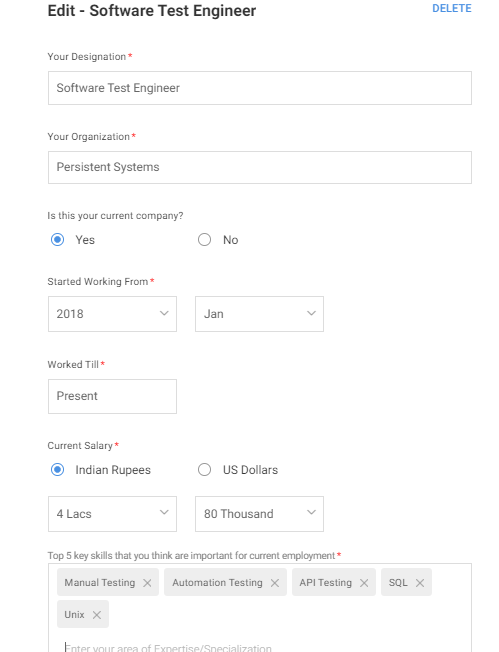 Edit - Software Test Engineer
DELETE
Your Designation *
Software Test Engineer
Your Organization *
Persistent Systems
Is this your current company?
Yes No
Started Working From *
2018 Jan
Worked Till *
Present
Current Salary *
Indian Rupees US Dollars
4 Lacs 80 Thousand
Top 5 key skills that you think are important for current employment *
Manual Testing Automation Testing API Testing SQL
Unix
Enter your area of Expertise/Specialization